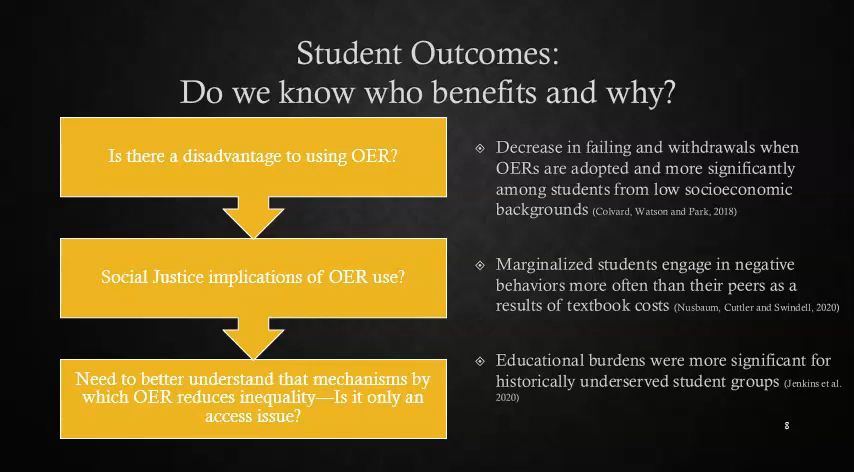 Student Outcomes:
Do we know who benefits and why?
Is there a disadvantage to using OER?
Social Justice implications of OER use?
Need to better understand that mechanisms by
which OER reduces inequality—Is it only an
access issue?
Decrease in failing and withdrawals when
OERs are adopted and more significantly
among students from low socioeconomic
backgrounds (Colvard, Watson and Park, 2018)
Marginalized students engage in negative
behaviors more often than their peers as a
results of textbook costs (Nusbaum, Cuttler and Swindell, 2020)
Educational burdens were more significant for
historically underserved student groups (Jenkins et al.
2020)
8